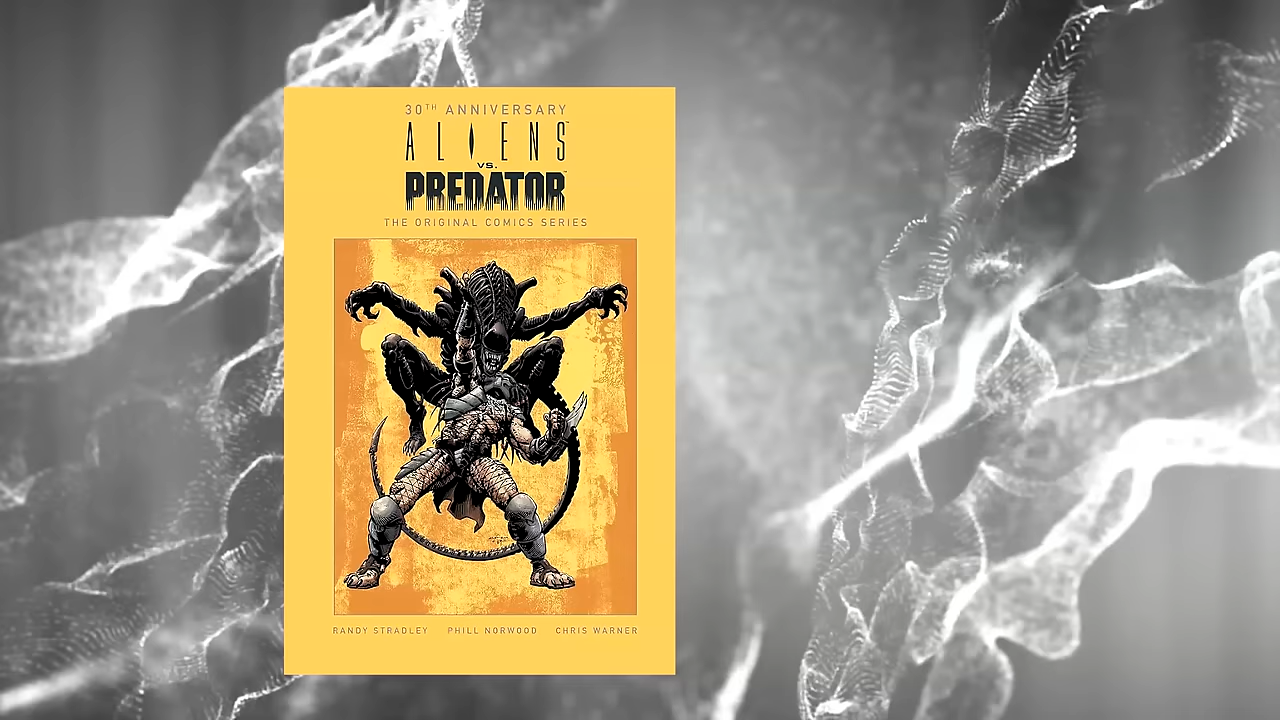 30TH ANNIVERSARY
ALIENS
VS.
PREDATOR
THE ORIGINAL COMICS SERIES
RANDY STRADLEY PHILL NORWOOD CHRIS WARNER